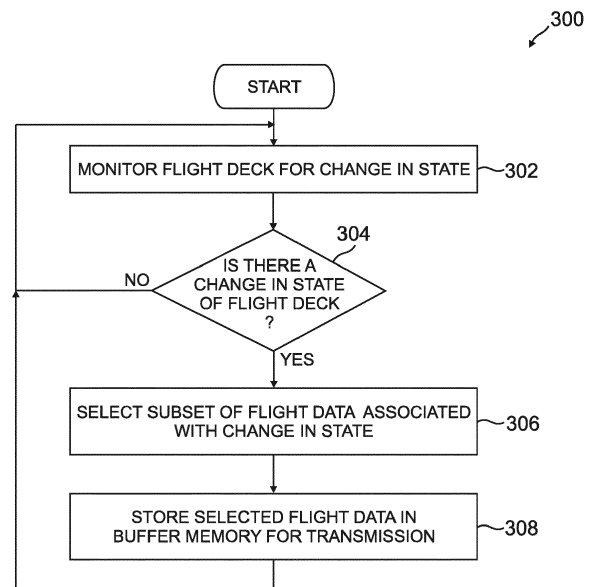 300
START
MONITOR FLIGHT DECK FOR CHANGE IN STATE
302
304
IS THERE A
CHANGE IN STATE
OF FLIGHT DECK
?
NO
YES
SELECT SUBSET OF FLIGHT DATA ASSOCIATED
WITH CHANGE IN STATE
306
STORE SELECTED FLIGHT DATA IN
BUFFER MEMORY FOR TRANSMISSION
308